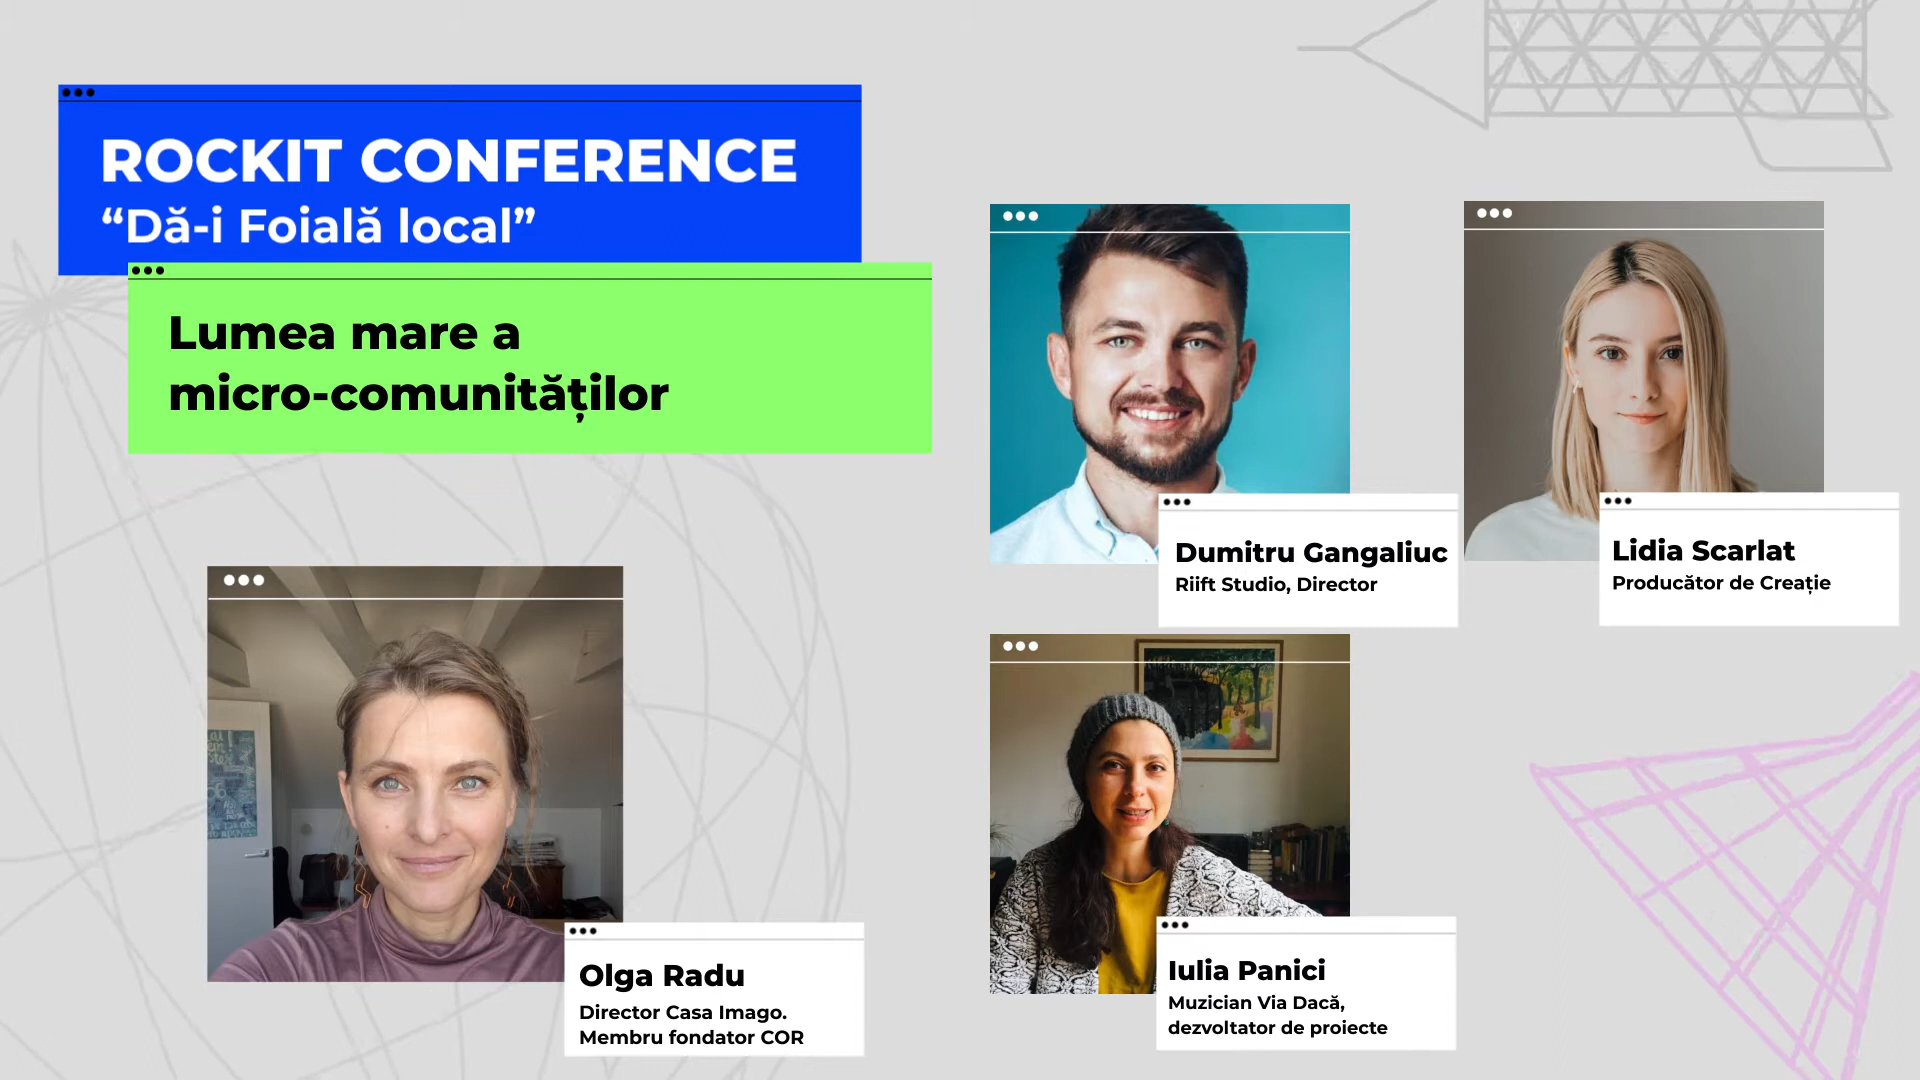 ROCKIT CONFERENCE
“Dă-i Foială local”
Lumea mare a
micro-comunităților
Dumitru Gangaliuc
Riift Studio, Director
Lidia Scarlat
Producător de Creație
Olga Radu
Director Casa Imago.
Membru fondator COR
Iulia Panici
Muzician Via Dacă,
dezvoltator de proiecte